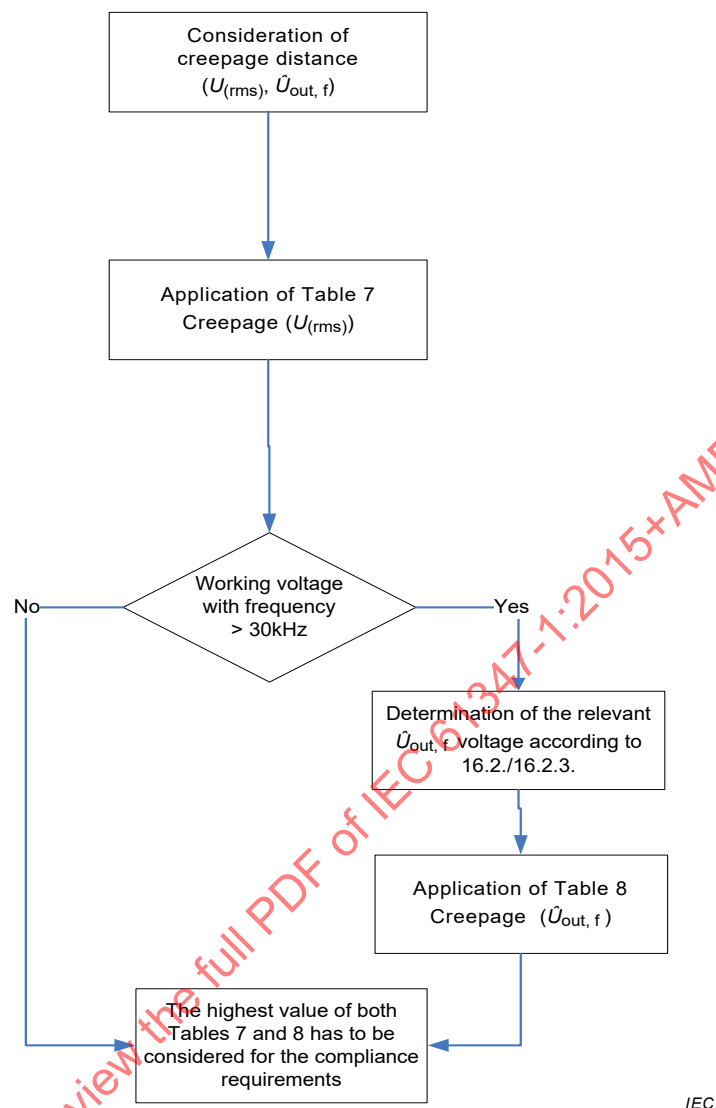 Consideration of
creepage distance
(U(rms), Ûout, f)
Application of Table 7
Creepage (U(rms))
Working voltage
with frequency
> 30kHz
No
Yes
Determination of the relevant
Ûout, f voltage according to
16.2./16.2.3.
Application of Table 8
Creepage (Ûout, f )
The highest value of both
Tables 7 and 8 has to be
considered for the compliance
requirements
IEC
view the full PDF of IEC 61347-1:2015+AM